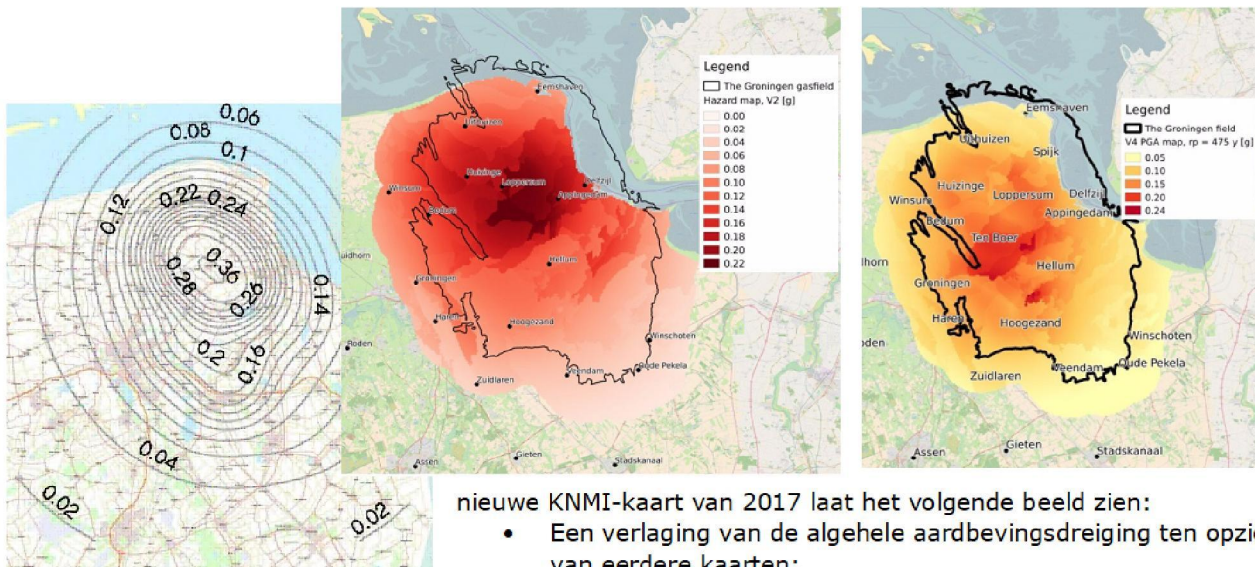 0.06
0.08
0.1
0.12
0.22
0.24
0.36
0.28
0.26
0.14
0.2
0.16
0.04
0.02
0.02
Legend
The Groningen gasfield
Hazard map, V2 [g]
0.00
0.02
0.04
0.06
0.08
0.10
0.12
0.14
0.16
0.18
0.20
0.22
Eemshaven
Uithuizen
Huizinge
Loppersum
Delfzijl
Appingedam
Winsum
Bedum
Hellum
uidhorn
Groningen
Haren
Hoogezand
Roden
Winschoten
Zuidlaren
Veendam
Oude Pekela
Assen
Gieten
Stadskanaal
Legend
The Groningen field
V4 PGA map, rp = 475 y [g]
0.05
0.10
0.15
0.20
0.24
Eemshaven
Uithuizen
Spijk
Huizinge
Loppersum
Delfzijl
Winsum
Appingedam
Bedum
Ten Boer
Hellum
dhorn
Groningen
Haren
Hoogezand
oden
Winschoten
Zuidlaren
Veendam
Oude Pekela
Assen
Gieten
Stadskanaal
nieuwe KNMI-kaart van 2017 laat het volgende beeld zien:
• Een verlaging van de algehele aardbevingsdreiging ten opzi
van eerdere kaarten;